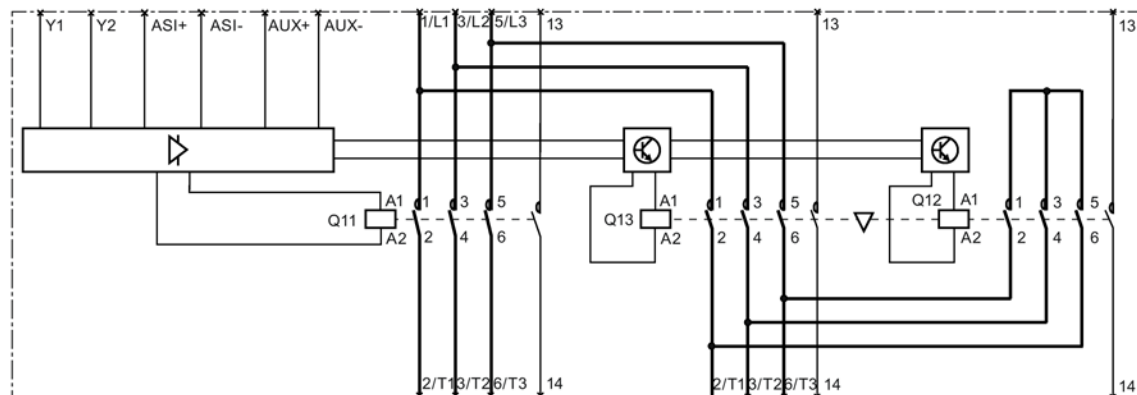 Y1 Y2 ASI+ ASI- AUX+ AUX- 1/L1 3/L2 5/L3 13 13 13
Q11 A1 1 3 5 Q13 A1 1 3 5 Q12 A1 1 3 5
A2 2 4 6 A2 2 4 6 A2 2 4 6
2/T1 3/T2 6/T3 14 2/T1 3/T2 6/T3 14 14